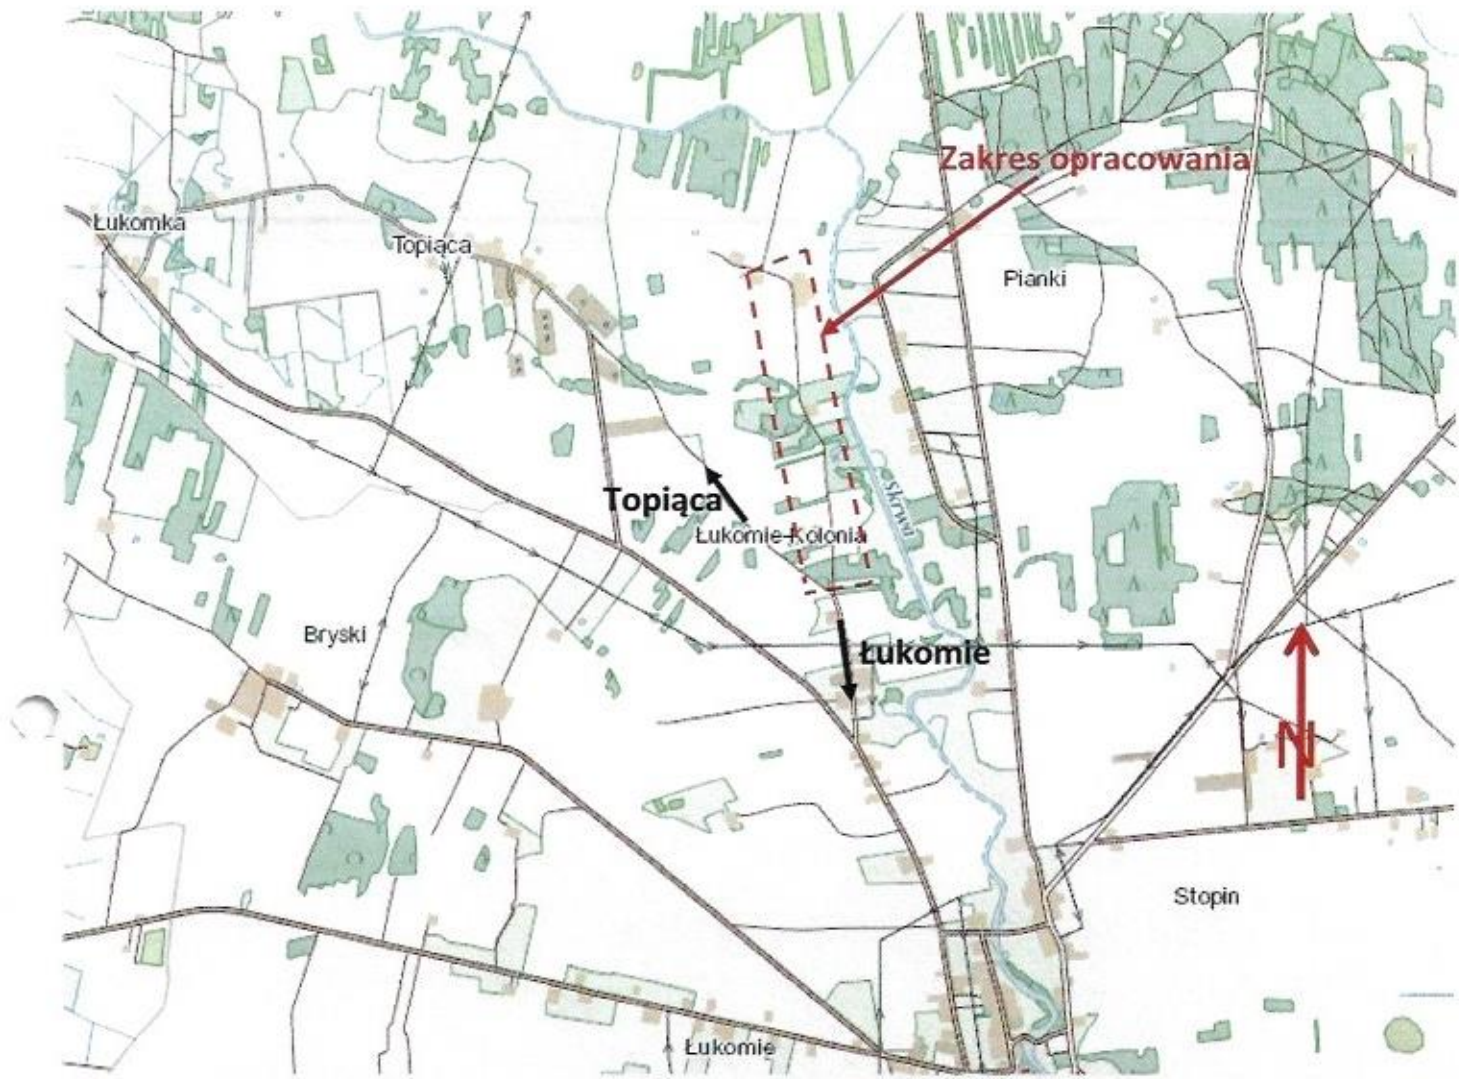 Zakres opracowania
Łukomka
Topiąca
Pianki
Topiąca
Skrwa
Łukomie-Kolonia
Bryski
Łukomie
N
Stopin
Łukomie